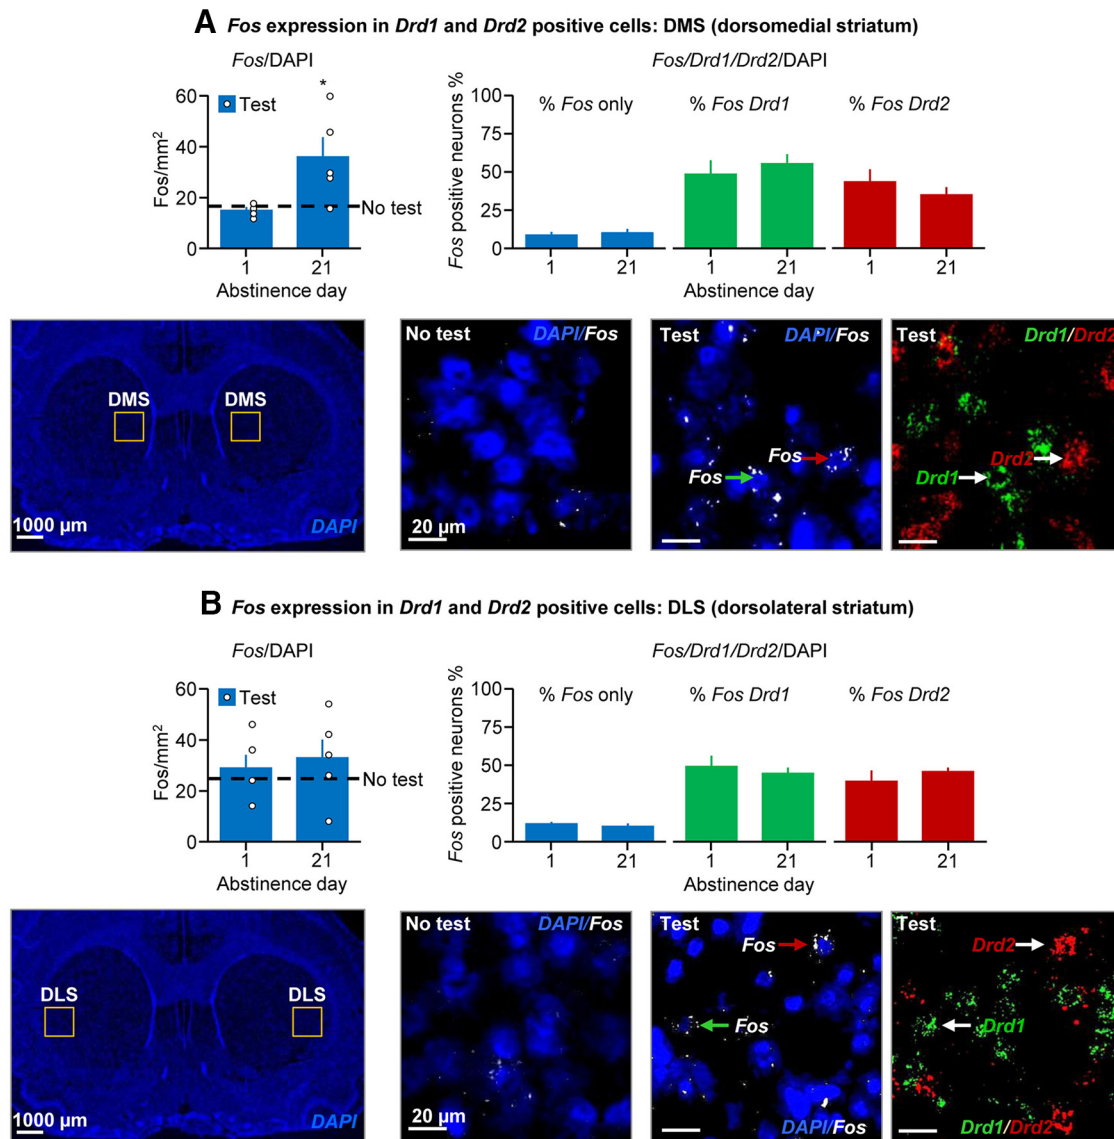 A Fos expression in Drd1 and Drd2 positive cells: DMS (dorsomedial striatum)
Fos/DAPI
Fos/Drd1/Drd2/DAPI
Fos/mm²
60
40
20
0
Test
*
No test
1 21
Abstinence day
Fos positive neurons %
100
75
50
25
0
% Fos only % Fos Drd1 % Fos Drd2
1 21 1 21 1 21
Abstinence day
DMS DMS
1000 µm
DAPI
No test DAPI/Fos
20 µm
Test DAPI/Fos
Fos
Fos
Test Drd1/Drd2
Drd2
Drd1
B Fos expression in Drd1 and Drd2 positive cells: DLS (dorsolateral striatum)
Fos/DAPI
Fos/Drd1/Drd2/DAPI
Fos/mm²
60
40
20
0
Test
No test
1 21
Abstinence day
Fos positive neurons %
100
75
50
25
0
% Fos only % Fos Drd1 % Fos Drd2
1 21 1 21 1 21
Abstinence day
DLS DLS
1000 µm
DAPI
No test DAPI/Fos
20 µm
Test
Fos
Fos
DAPI/Fos
Test
Drd2
Drd1
Drd1/Drd2